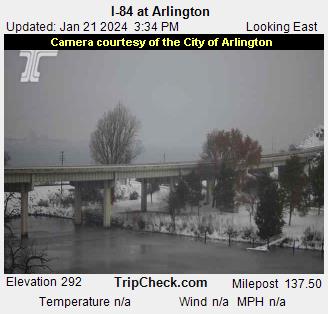 I-84 at Arlington
Updated: Jan 21 2024 3:34 PM Looking East
Camera courtesy of the City of Arlington
Elevation 292 TripCheck.com Milepost 137.50
Temperature n/a Wind n/a MPH n/a